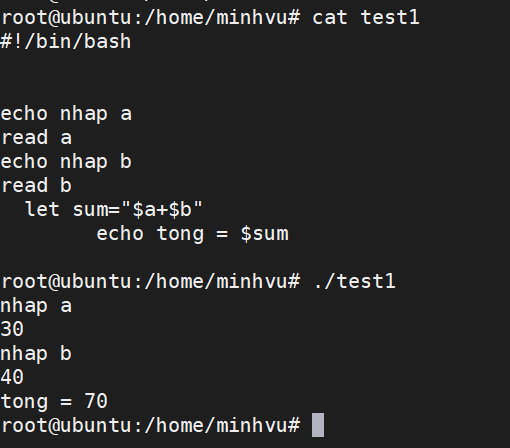 root@ubuntu:/home/minhvu# cat test1
#!/bin/bash
echo nhap a
read a
echo nhap b
read b
let sum="$a+$b"
echo tong = $sum
root@ubuntu:/home/minhvu# ./test1
nhap a
30
nhap b
40
tong = 70
root@ubuntu:/home/minhvu#